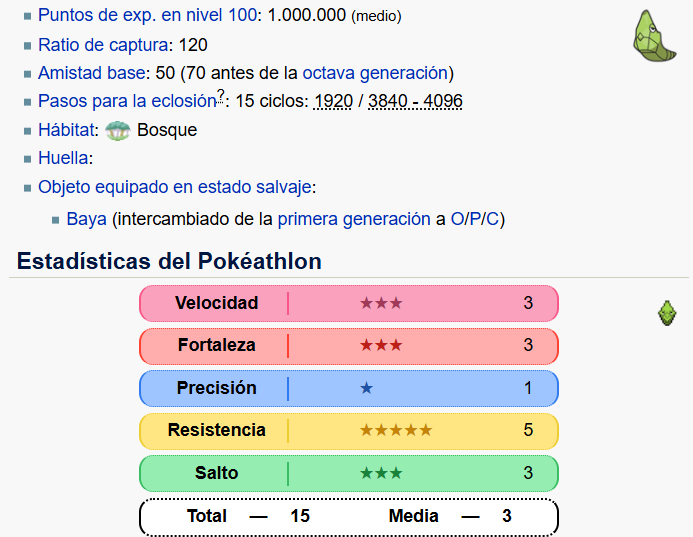 Puntos de exp. en nivel 100: 1.000.000 (medio)
Ratio de captura: 120
Amistad base: 50 (70 antes de la octava generación)
Pasos para la eclosión?: 15 ciclos: 1920 / 3840 - 4096
Hábitat: Bosque
Huella:
Objeto equipado en estado salvaje:
Baya (intercambiado de la primera generación a O/P/C)
Estadísticas del Pokéathlon
Velocidad ★★★ 3
Fortaleza ★★★ 3
Precisión ★ 1
Resistencia ★★★★★ 5
Salto ★★★ 3
Total — 15 Media — 3